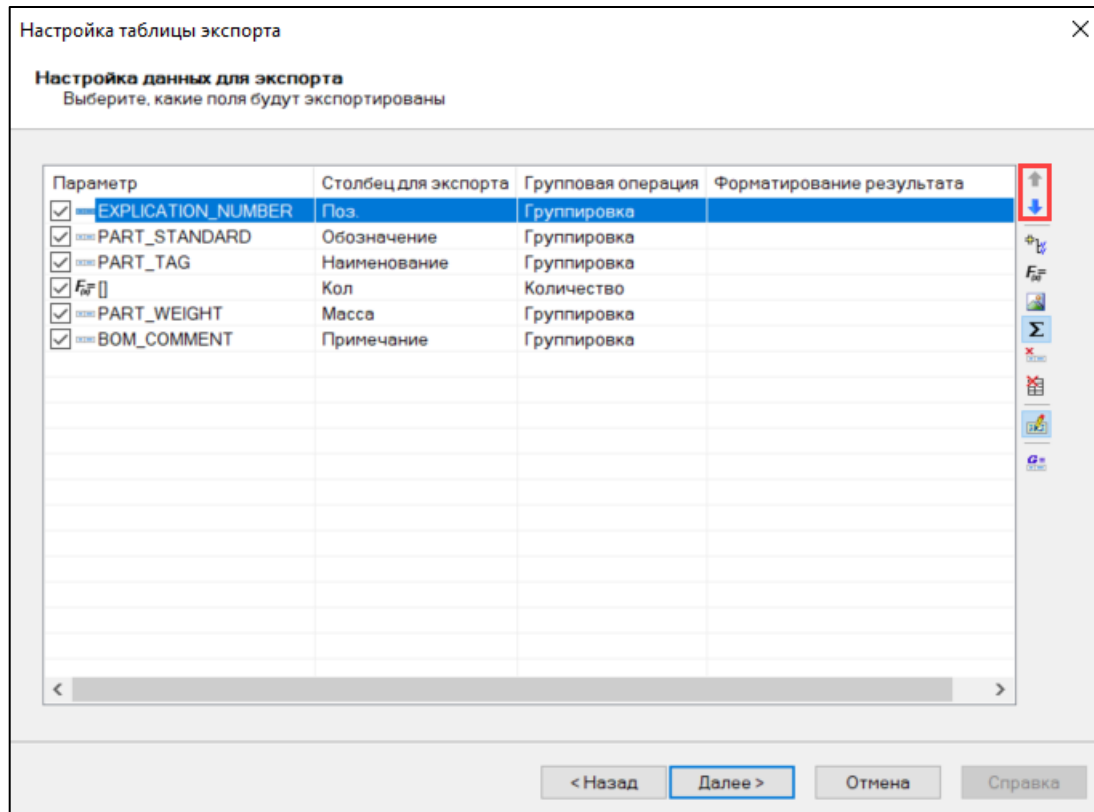 Настройка таблицы экспорта
Настройка данных для экспорта
Выберите, какие поля будут экспортированы
Параметр Столбец для экспорта Групповая операция Форматирование результата
EXPLICATION_NUMBER Поз. Группировка
PART_STANDARD Обозначение Группировка
PART_TAG Наименование Группировка
[] Кол Количество
PART_WEIGHT Масса Группировка
BOM_COMMENT Примечание Группировка
< Назад Далее > Отмена Справка